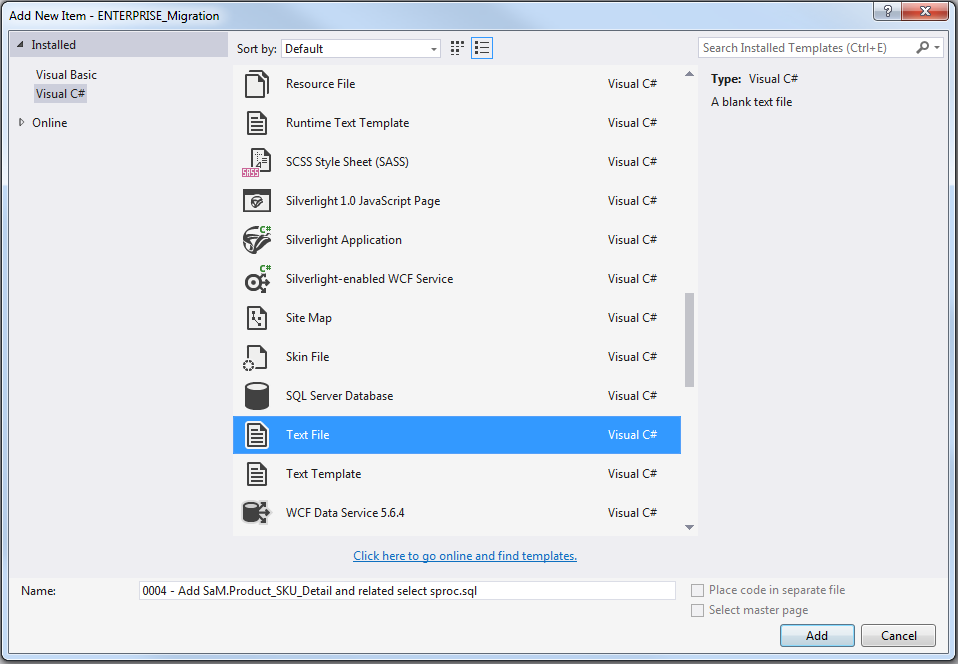 Add New Item - ENTERPRISE_Migration
?
Installed
Sort by: Default
Search Installed Templates (Ctrl+E)
Visual Basic
Visual C#
Online
Resource File Visual C#
Runtime Text Template Visual C#
SASS
SCSS Style Sheet (SASS) Visual C#
Silverlight 1.0 JavaScript Page Visual C#
C#
Silverlight Application Visual C#
C#
Silverlight-enabled WCF Service Visual C#
Site Map Visual C#
Skin File Visual C#
SQL Server Database Visual C#
Text File Visual C#
Text Template Visual C#
WCF Data Service 5.6.4 Visual C#
Type: Visual C#
A blank text file
Click here to go online and find templates.
Name: 0004 - Add SaM.Product_SKU_Detail and related select sproc.sql
Place code in separate file
Select master page
Add Cancel